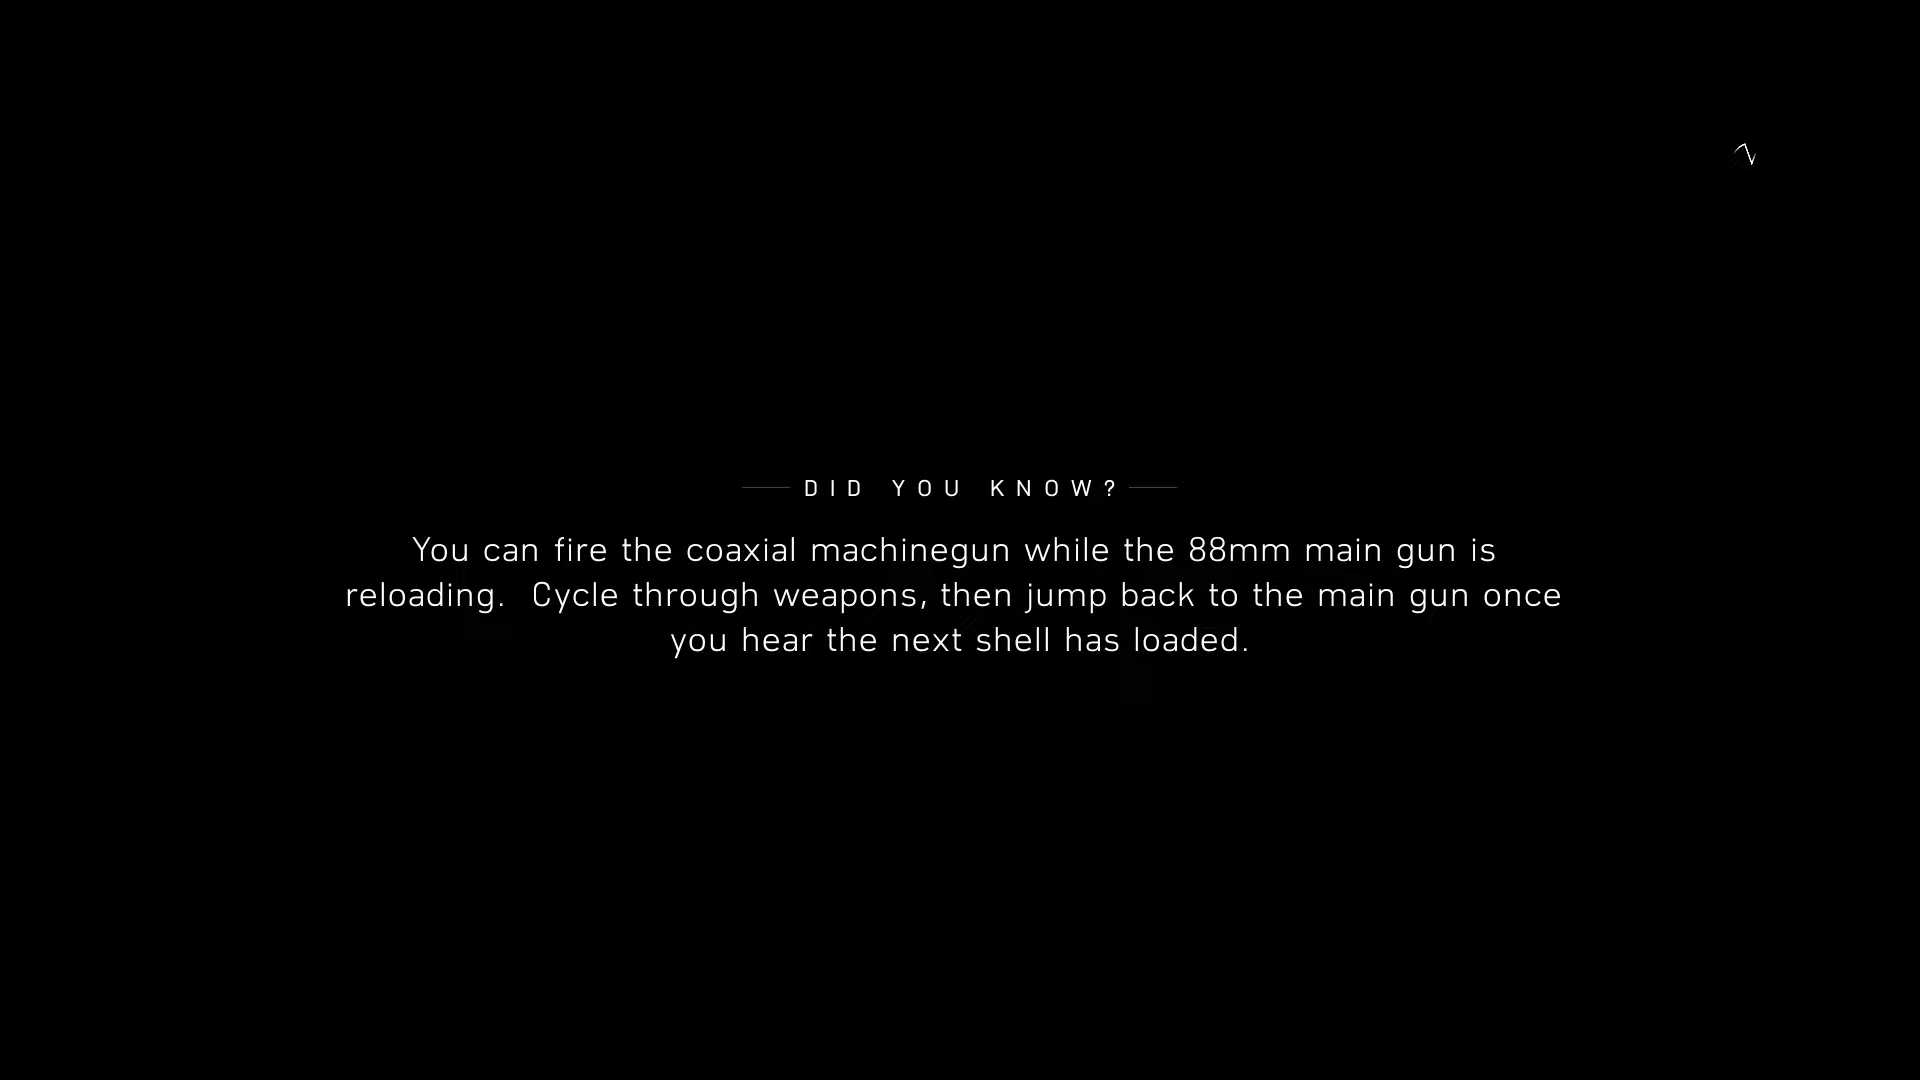 DID YOU KNOW?
You can fire the coaxial machinegun while the 88mm main gun is
reloading.  Cycle through weapons, then jump back to the main gun once
you hear the next shell has loaded.